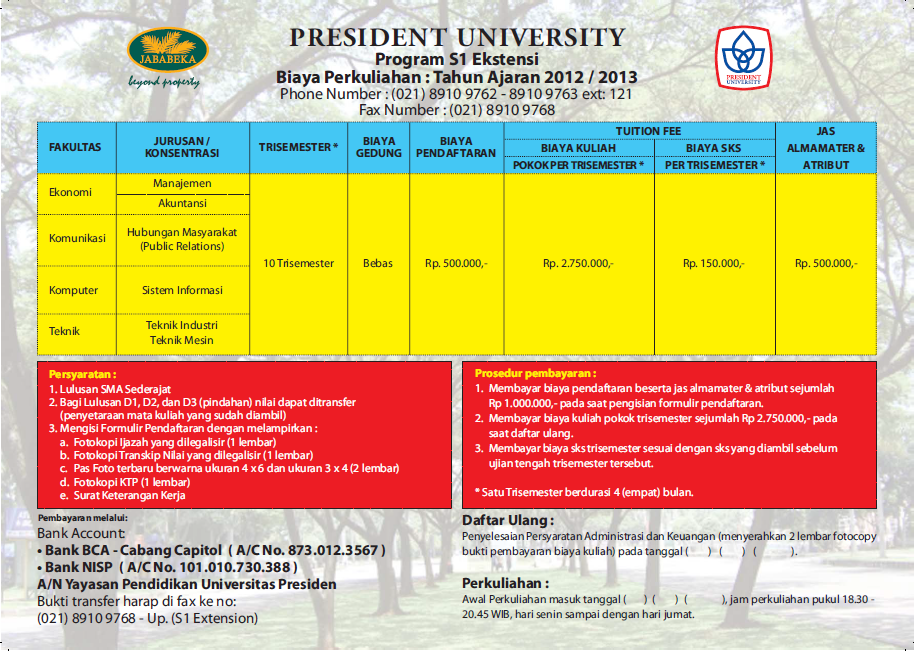 JABABEKA
beyond property
PRESIDENT UNIVERSITY
Program S1 Ekstensi
Biaya Perkuliahan : Tahun Ajaran 2012 / 2013
Phone Number : (021) 8910 9762 - 8910 9763 ext: 121
Fax Number : (021) 8910 9768
PRESIDENT
UNIVERSITY
FAKULTAS
JURUSAN /
KONSENTRASI
TRISEMESTER *
BIAYA
GEDUNG
BIAYA
PENDAFTARAN
TUITION FEE
BIAYA KULIAH
POKOK PER TRISEMESTER *
BIAYA SKS
PER TRISEMESTER *
JAS
ALMAMATER &
ATRIBUT
Ekonomi
Manajemen
Akuntansi
Komunikasi
Hubungan Masyarakat
(Public Relations)
Komputer
Sistem Informasi
Teknik
Teknik Industri
Teknik Mesin
10 Trisemester
Bebas
Rp. 500.000,-
Rp. 2.750.000,-
Rp. 150.000,-
Rp. 500.000,-
Persyaratan :
1. Lulusan SMA Sederajat
2. Bagi Lulusan D1, D2, dan D3 (pindahan) nilai dapat ditransfer
(penyetaraan mata kuliah yang sudah diambil)
3. Mengisi Formulir Pendaftaran dengan melampirkan :
a. Fotokopi Ijazah yang dilegalisir (1 lembar)
b. Fotokopi Transkip Nilai yang dilegalisir (1 lembar)
c. Pas Foto terbaru berwarna ukuran 4 x 6 dan ukuran 3 x 4 (2 lembar)
d. Fotokopi KTP (1 lembar)
e. Surat Keterangan Kerja
Prosedur pembayaran :
1. Membayar biaya pendaftaran beserta jas almamater & atribut sejumlah
Rp 1.000.000,- pada saat pengisian formulir pendaftaran.
2. Membayar biaya kuliah pokok trisemester sejumlah Rp 2.750.000,- pada
saat daftar ulang.
3. Membayar biaya sks trisemester sesuai dengan sks yang diambil sebelum
ujian tengah trisemester tersebut.
* Satu Trisemester berdurasi 4 (empat) bulan.
Pembayaran melalui:
Bank Account:
• Bank BCA - Cabang Capitol ( A/C No. 873.012.3567 )
• Bank NISP ( A/C No. 101.010.730.388 )
A/N Yayasan Pendidikan Universitas Presiden
Bukti transfer harap di fax ke no:
(021) 8910 9768 - Up. (S1 Extension)
Daftar Ulang :
Penyelesaian Persyaratan Administrasi dan Keuangan (menyerahkan 2 lembar fotocopy
bukti pembayaran biaya kuliah) pada tanggal ( ) ( ) ( ).
Perkuliahan :
Awal Perkuliahan masuk tanggal ( ) ( ) ( ), jam perkuliahan pukul 18.30 -
20.45 WIB, hari senin sampai dengan hari jumat.